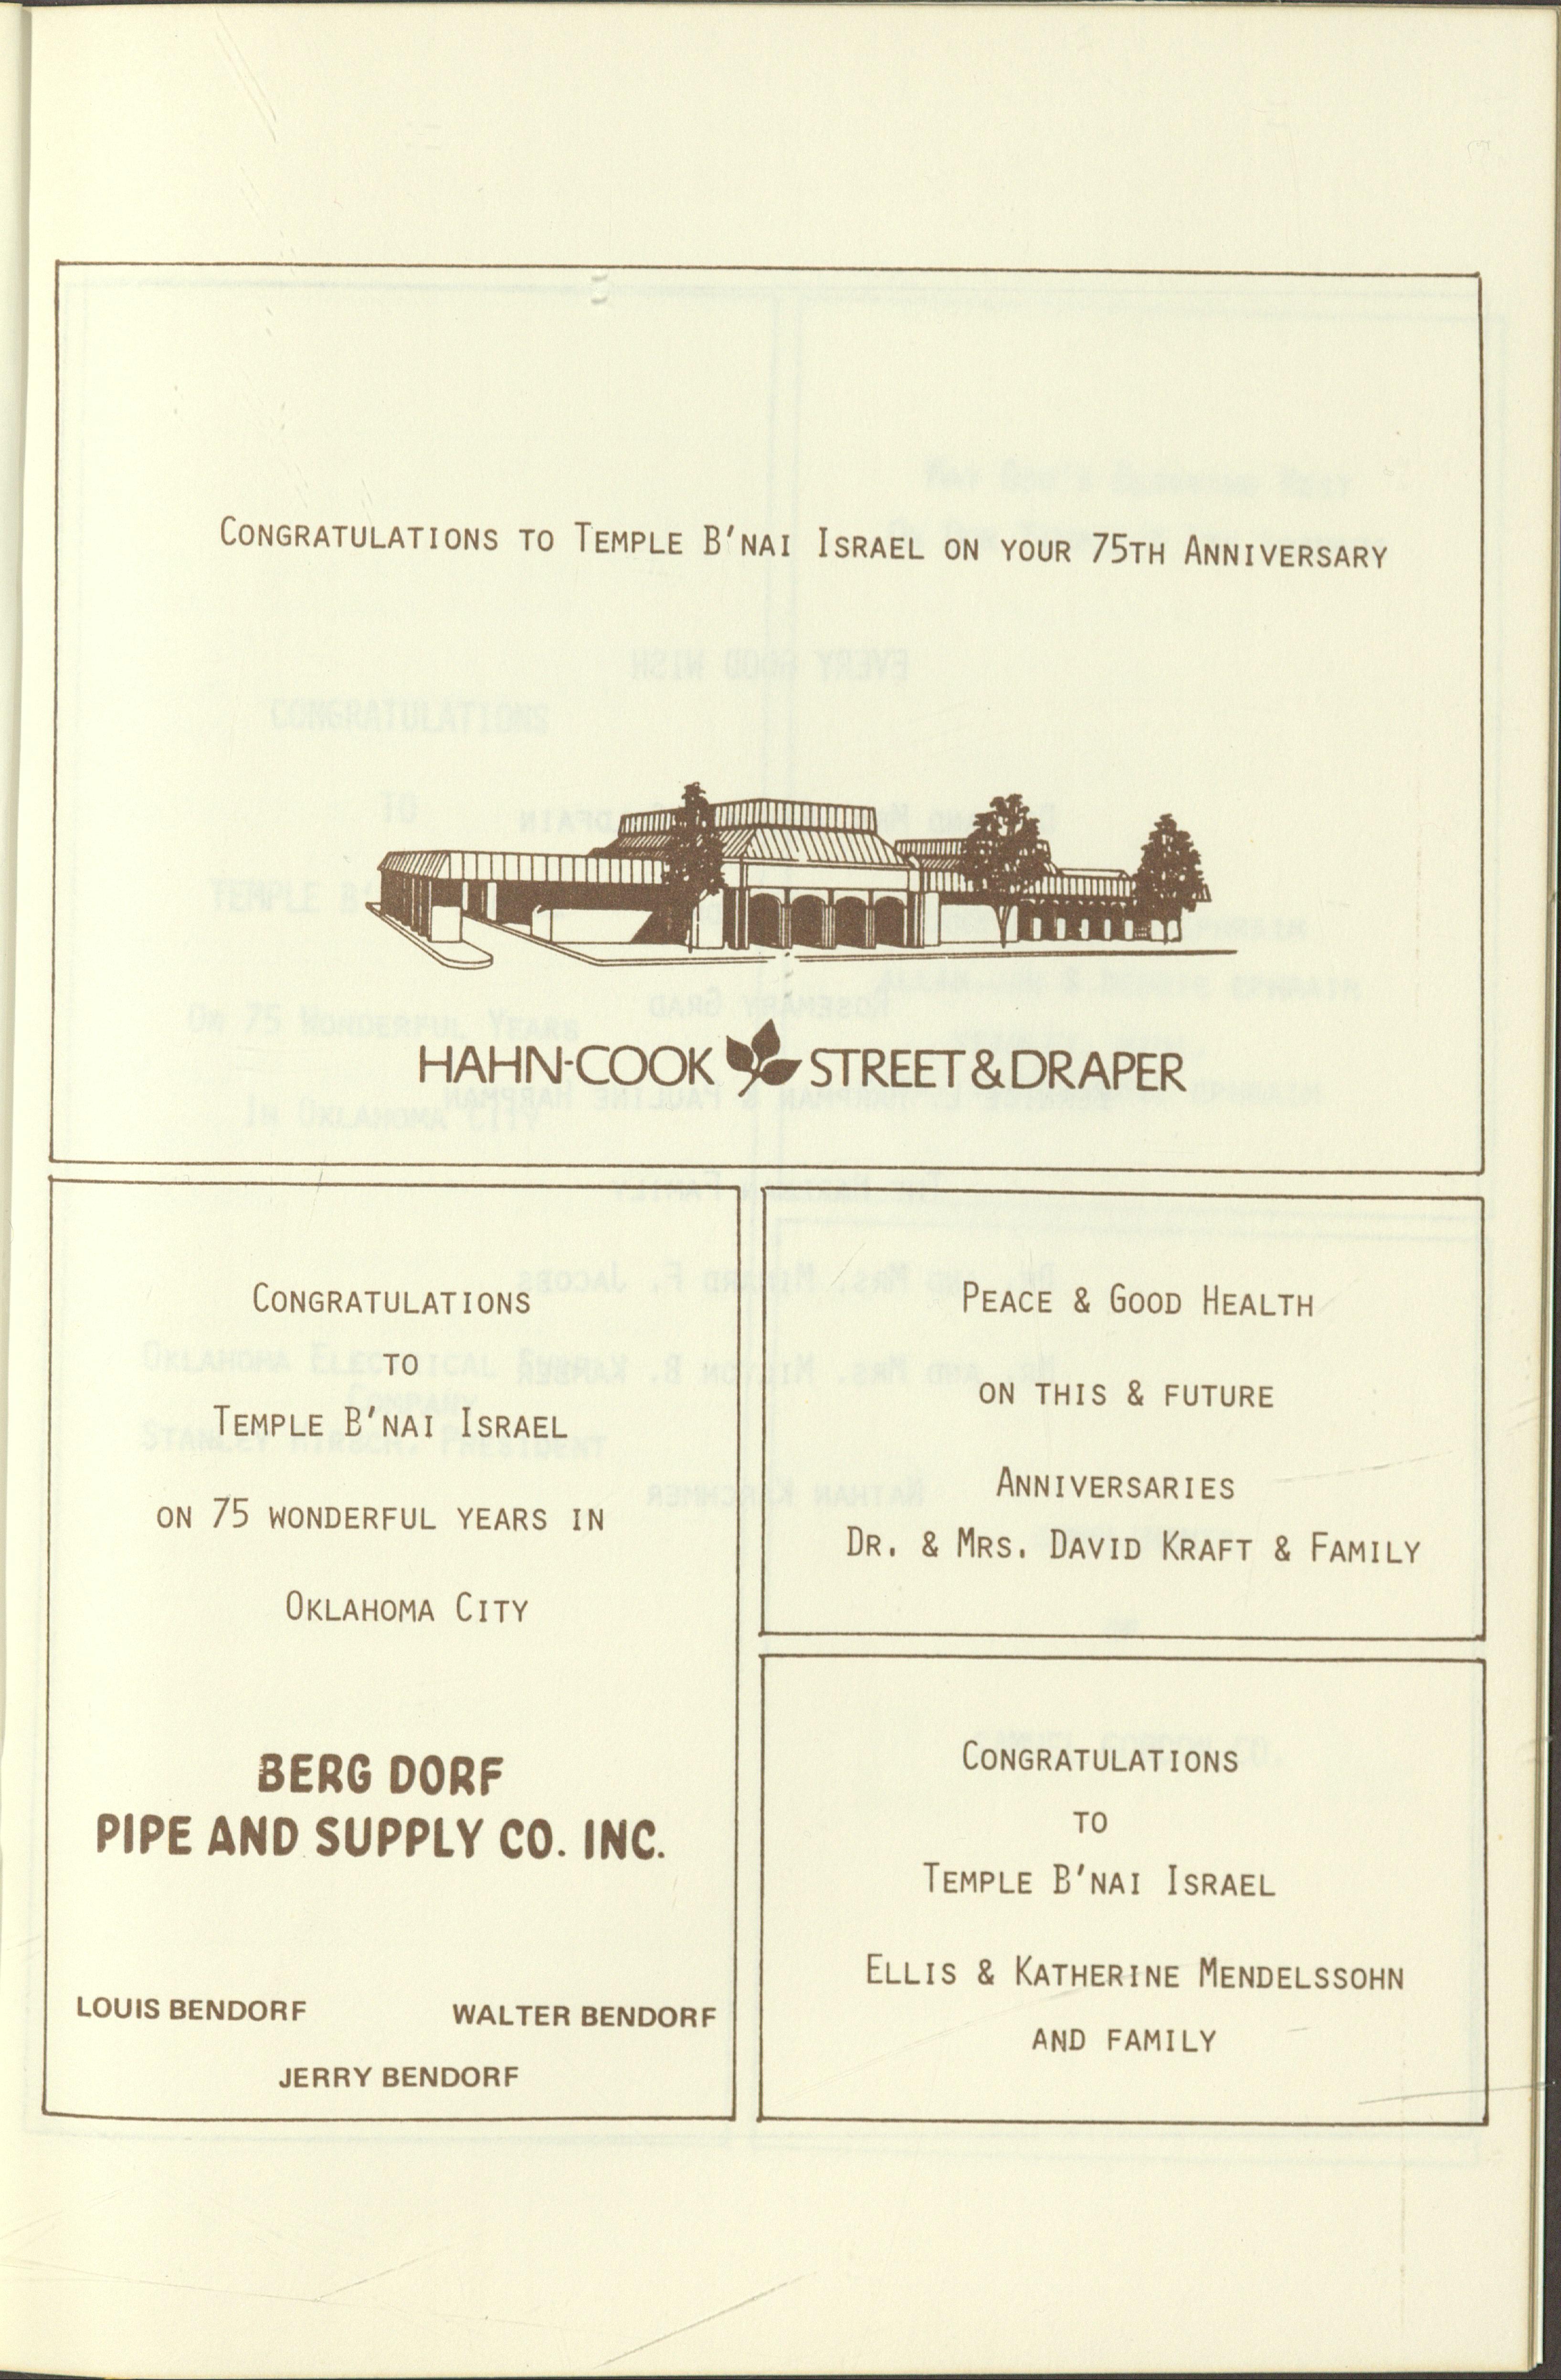 Congratulations to Temple B'nai Israel on your 75th Anniversary
HAHN-COOK STREET & DRAPER
Congratulations
to
Temple B'nai Israel
on 75 wonderful years in
Oklahoma City
BERG DORF
PIPE AND SUPPLY CO. INC.
LOUIS BENDORF WALTER BENDORF
JERRY BENDORF
Peace & Good Health
on this & future
Anniversaries
Dr. & Mrs. David Kraft & Family
Congratulations
to
Temple B'nai Israel
Ellis & Katherine Mendelssohn
and family